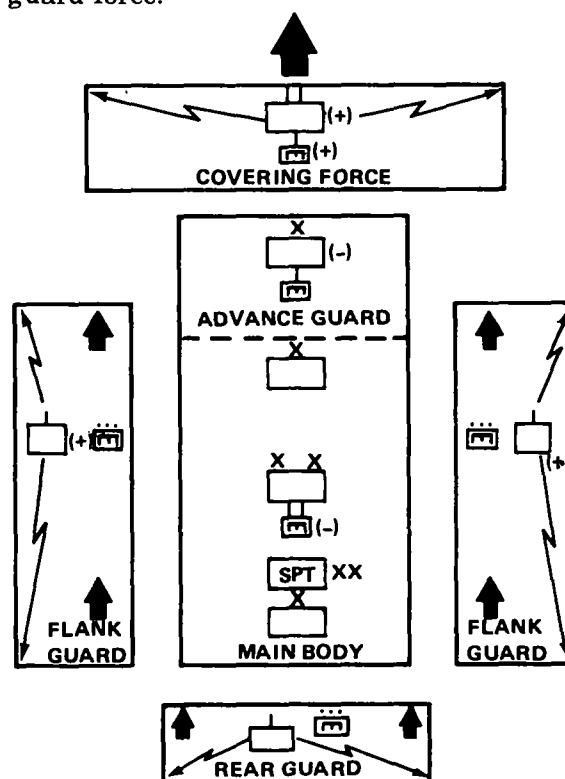 guard force.
(+)
(+)
COVERING FORCE
X
(-)
ADVANCE GUARD
X
(+)
(+
X X
(-)
SPT XX
X
FLANK
GUARD
MAIN BODY
FLANK
GUARD
REAR GUARD